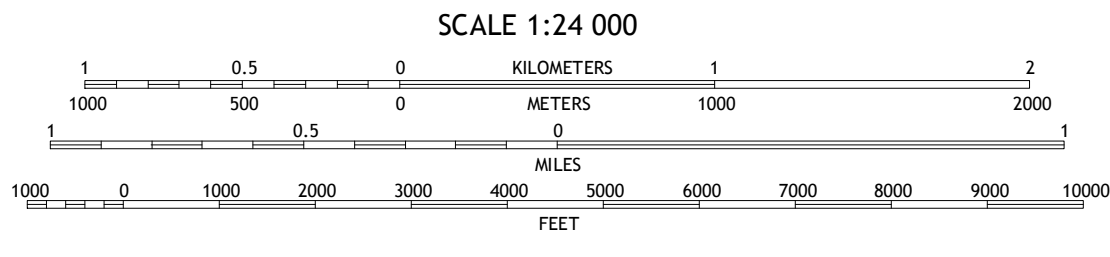 SCALE 1:24 000
1 0.5 0 KILOMETERS 1 2
1000 500 0 METERS 1000 2000
1 0.5 0 1
MILES
1000 0 1000 2000 3000 4000 5000 6000 7000 8000 9000 10000
FEET